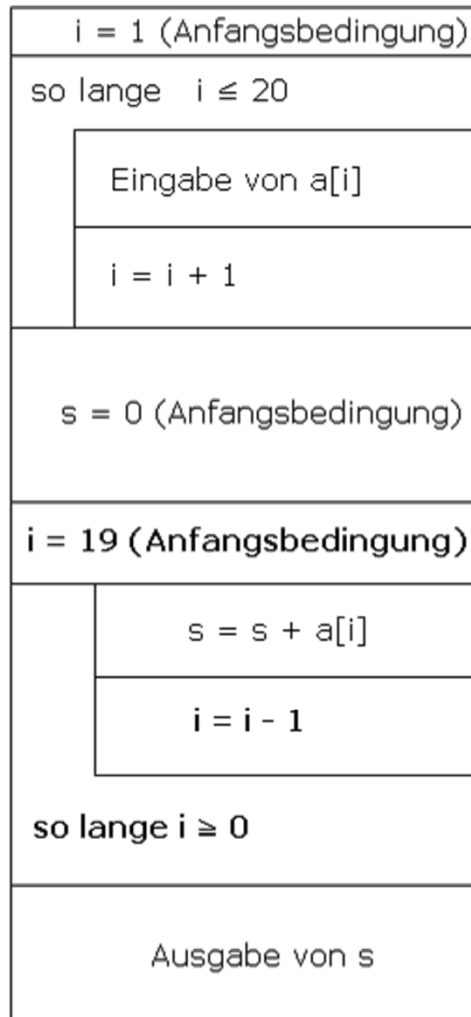 i = 1 (Anfangsbedingung)
so lange i ≤ 20
Eingabe von a[i]
i = i + 1
s = 0 (Anfangsbedingung)
i = 19 (Anfangsbedingung)
s = s + a[i]
i = i - 1
so lange i ≥ 0
Ausgabe von s